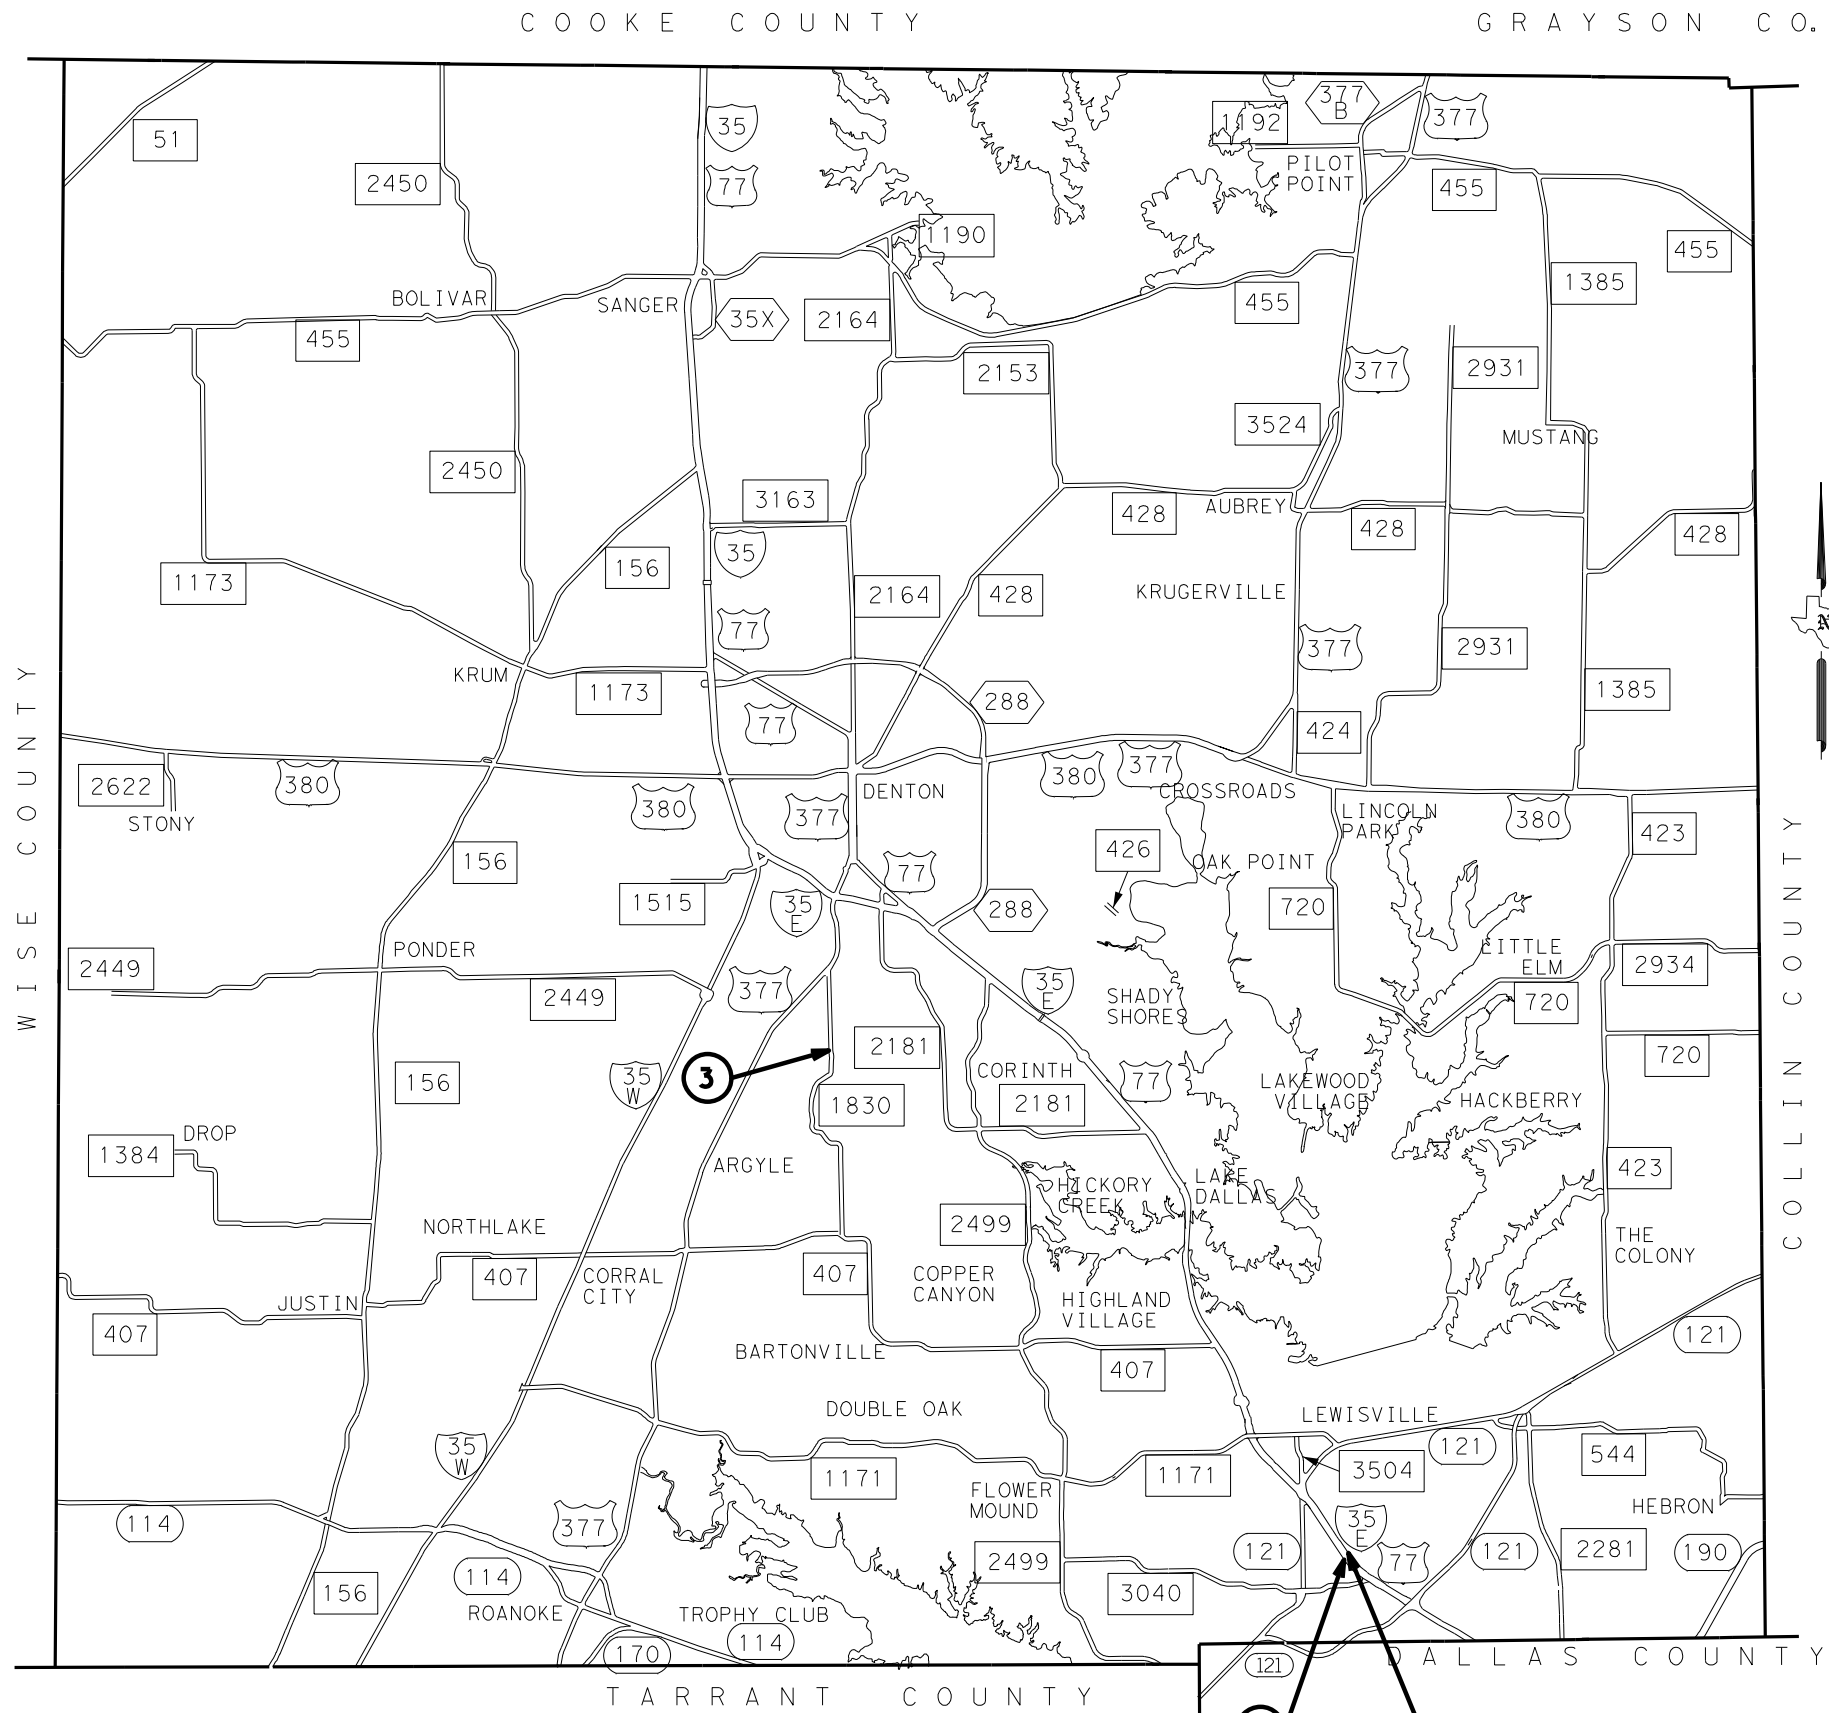 COOKE COUNTY
GRAYSON CO.
377
B
35
377
1192
51
PILOT
POINT
2450
77
455
1190
455
1385
BOLIVAR
SANGER
35X
2164
455
455
2153
377
2931
3524
MUSTANG
2450
3163
428
AUBREY
428
428
35
156
1173
2164
428
KRUGERVILLE
77
377
2931
KRUM
1173
288
1385
77
424
WISE COUNTY
2622
380
380
DENTON
380
377
CROSSROADS
STONY
377
LINCOLN
PARK
380
423
426
OAK POINT
156
77
1515
35
E
288
720
COLLIN COUNTY
PONDER
LITTLE
ELM
2449
2449
377
35
E
2934
SHADY
SHORES
720
2181
720
3
35
W
156
CORINTH
77
LAKEWOOD
VILLAGE
HACKBERRY
1830
2181
DROP
1384
ARGYLE
423
HICKORY
CREEK
LAKE
DALLAS
NORTHLAKE
2499
THE
COLONY
407
CORRAL
CITY
407
COPPER
CANYON
JUSTIN
HIGHLAND
VILLAGE
407
121
BARTONVILLE
407
DOUBLE OAK
LEWISVILLE
35
W
121
544
1171
1171
3504
FLOWER
MOUND
HEBRON
114
377
35
E
121
77
121
2281
190
2499
114
156
3040
ROANOKE
TROPHY CLUB
114
170
121
DALLAS COUNTY
TARRANT COUNTY